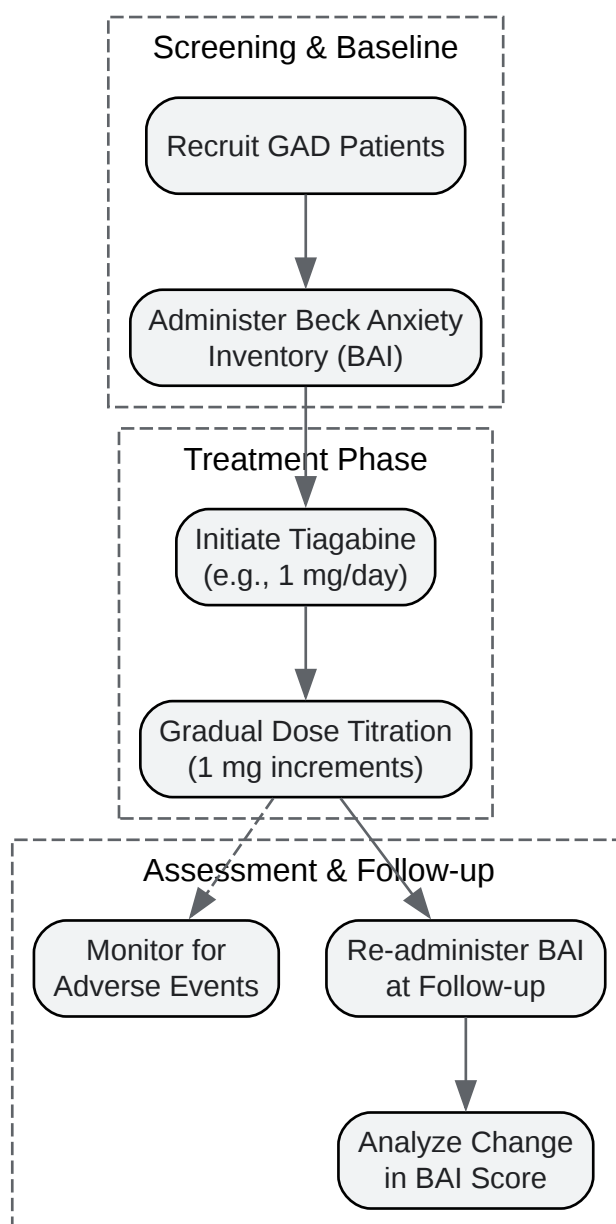 Screening & Baseline
Recruit GAD Patients
Administer Beck Anxiety
Inventory (BAI)
Treatment Phase
Initiate Tiagabine
(e.g., 1 mg/day)
Gradual Dose Titration
(1 mg increments)
Assessment & Follow-up
Monitor for
Adverse Events
Re-administer BAI
at Follow-up
Analyze Change
in BAI Score